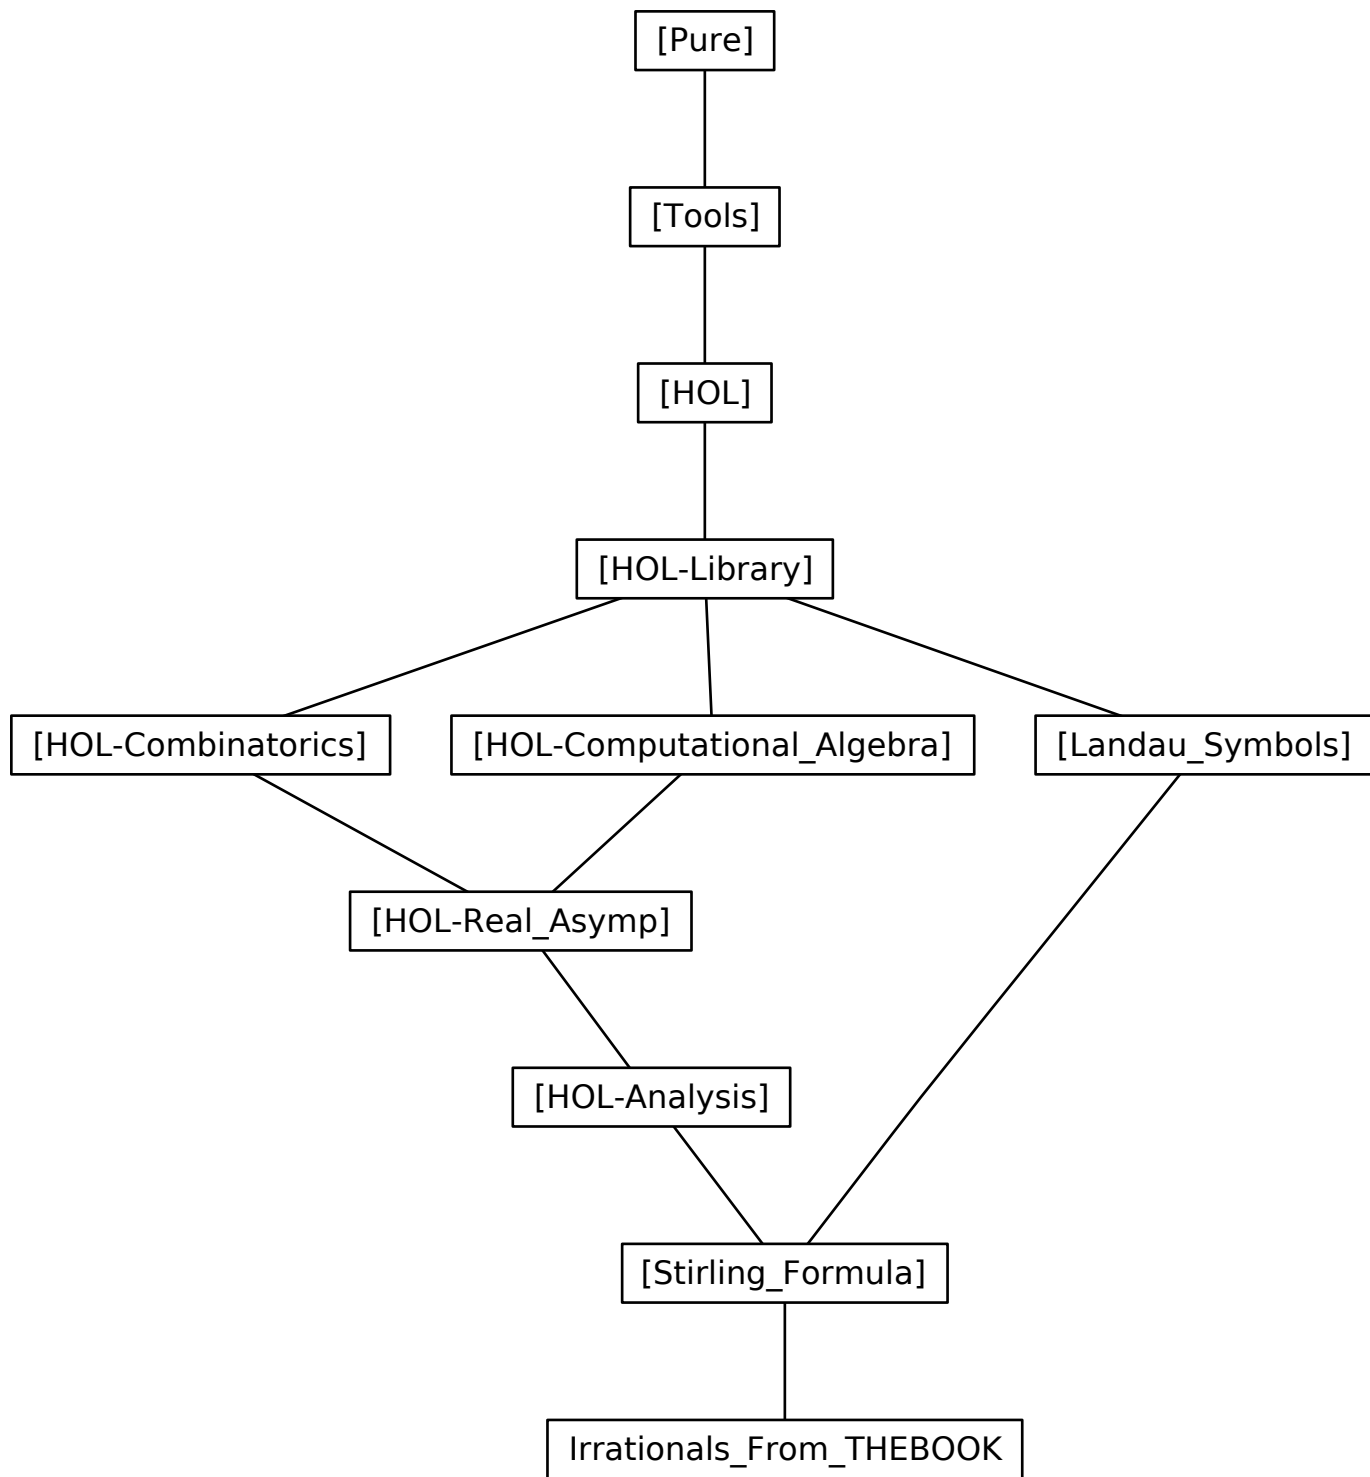 [Pure]
[Tools]
[HOL]
[HOL-Library]
[HOL-Combinatorics]
[HOL-Computational_Algebra]
[Landau_Symbols]
[HOL-Real_Asymp]
[HOL-Analysis]
[Stirling_Formula]
Irrationals_From_THEBOOK